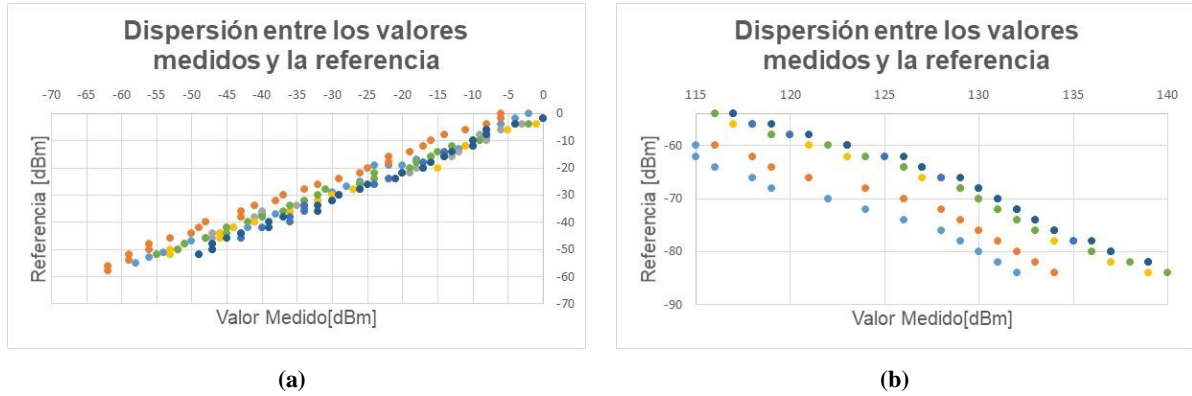 Dispersión entre los valores
medidos y la referencia
-70 -65 -60 -55 -50 -45 -40 -35 -30 -25 -20 -15 -10 -5 0
0
-10
-20
-30
-40
-50
-60
-70
Referencia [dBm]
Valor Medido[dBm]
(a)
Dispersión entre los valores
medidos y la referencia
115 120 125 130 135 140
-60
-70
-80
-90
Referencia [dBm]
Valor Medido[dBm]
(b)